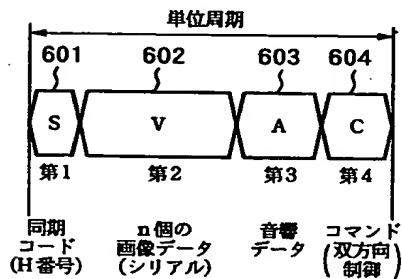 単位周期
601 602 603 604
S V A C
第1 第2 第3 第4
同期
コード
(H番号)
n個の
画像データ
(シリアル)
音響
データ
コマンド
(双方向
制御)